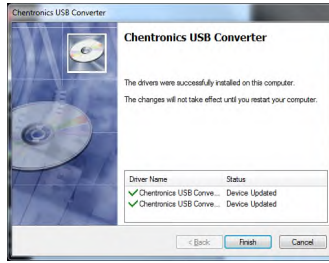 Chentronics USB Converter
Chentronics USB Converter
The drivers were successfully installed on this computer.
The changes will not take effect until you restart your computer.
Driver Name Status
Chentronics USB Conve... Device Updated
Chentronics USB Conve... Device Updated
< Back Finish Cancel